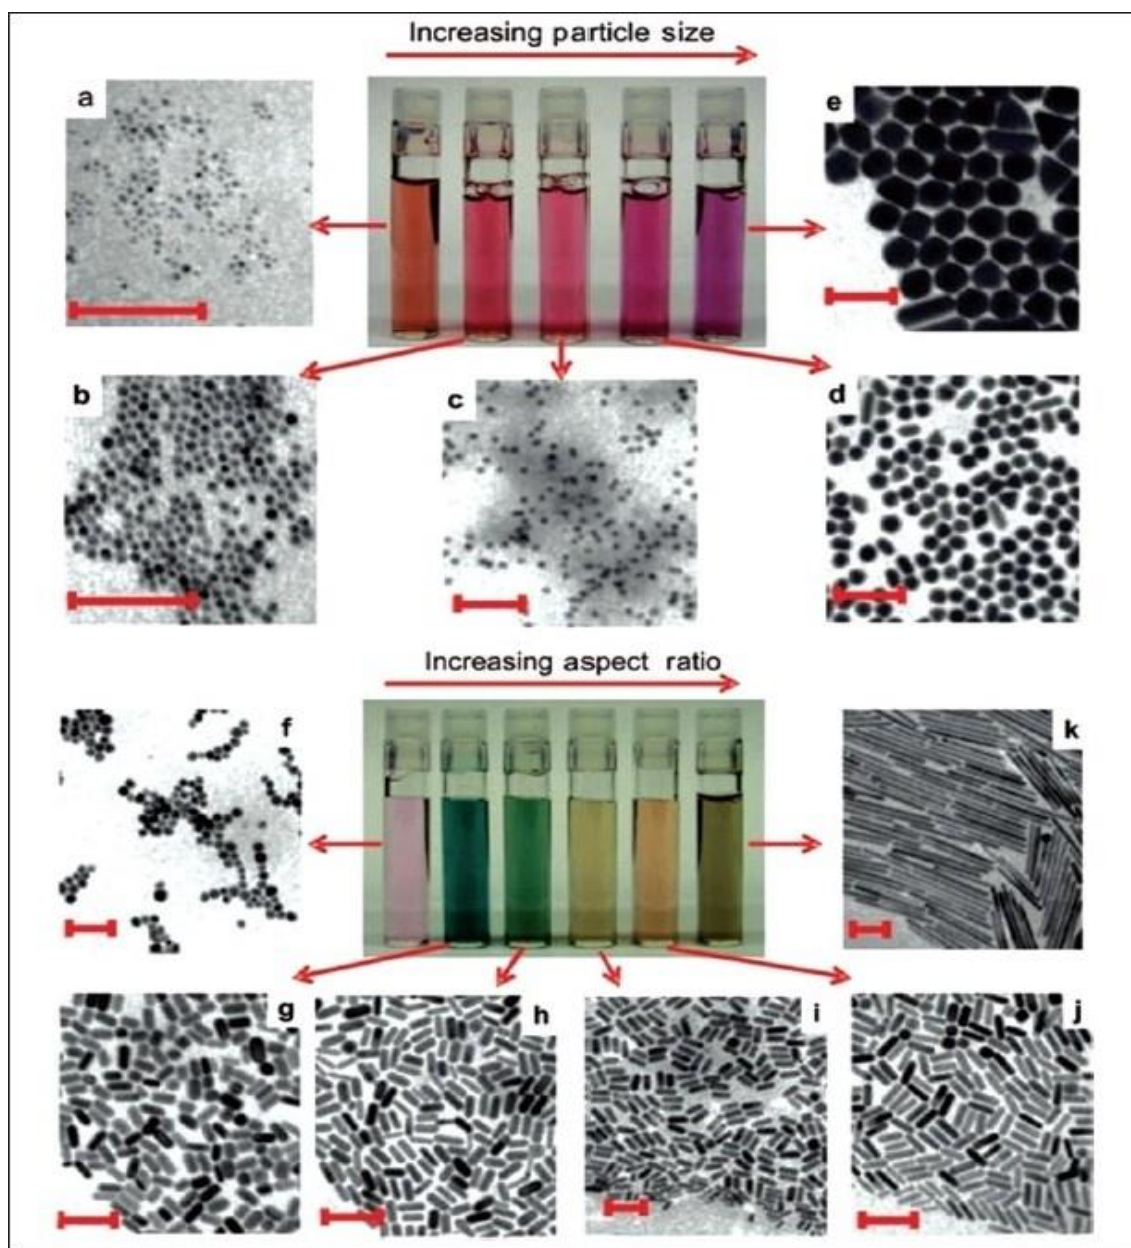 Increasing particle size
a
e
b
c
d
Increasing aspect ratio
f
k
g
h
i
j